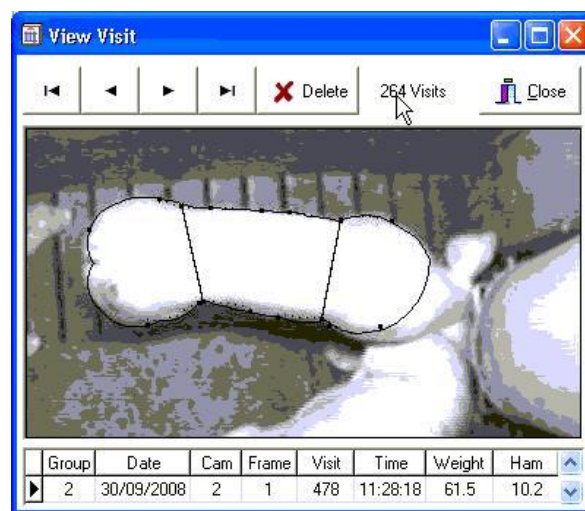 View Visit
Delete 264 Visits Close
Group Date Cam Frame Visit Time Weight Ham
2 30/09/2008 2 1 478 11:28:18 61.5 10.2